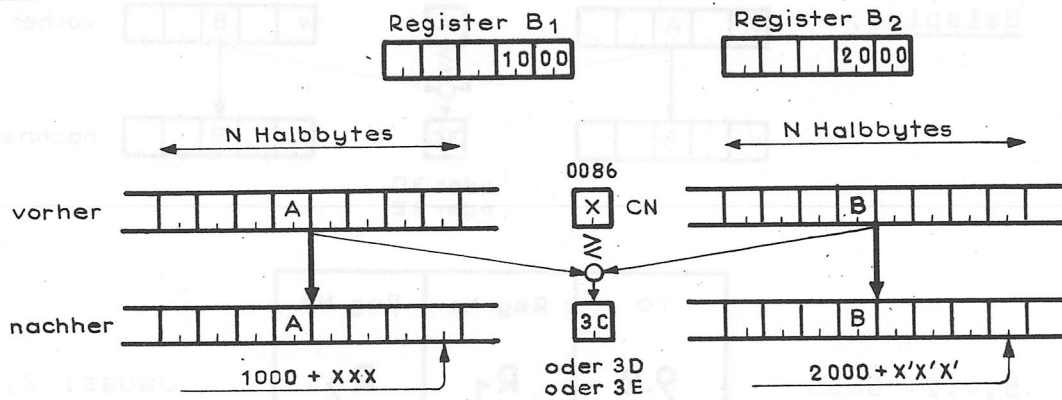 Register B1
Register B2
1000
2000
N Halbbytes
N Halbbytes
0086
vorher
A
X
CN
B
≷
nachher
A
3C
B
1000 + XXX
oder 3D
oder 3E
2000 + X'X'X'